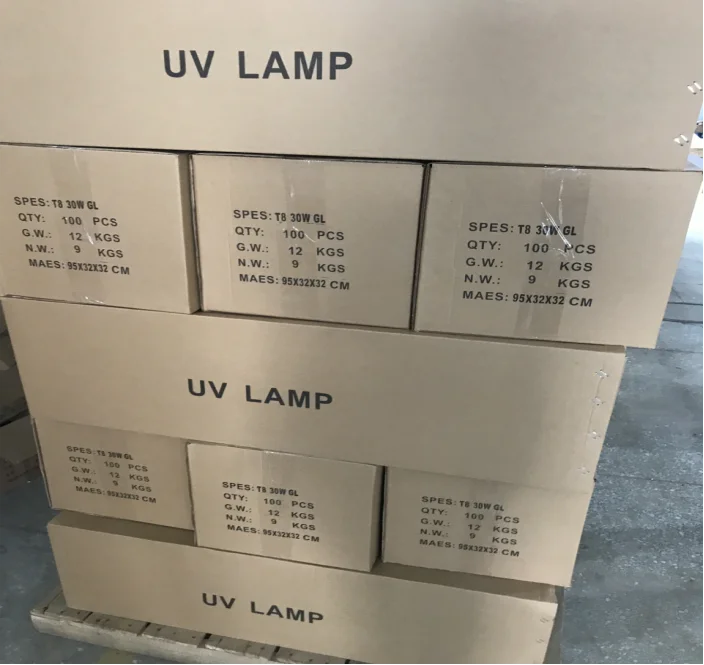 UV LAMP
SPES: T8 30W GL
QTY: 100 PCS
G.W.: 12 KGS
N.W.: 9 KGS
MAES: 95X32X32 CM
SPES: T8 30W GL
QTY: 100 PCS
G.W.: 12 KGS
N.W.: 9 KGS
MAES: 95X32X32 CM
SPES: T8 30W GL
QTY: 100 PCS
G.W.: 12 KGS
N.W.: 9 KGS
MAES: 95X32X32 CM
UV LAMP
SPES: T8 30W GL
QTY: 100 PCS
G.W.: 12 KGS
N.W.: 9 KGS
MAES: 95X32X32 CM
SPES: T8 30W GL
QTY: 100 PCS
G.W.: 12 KGS
N.W.: 9 KGS
MAES: 95X32X32 CM
SPES: T8 30W GL
QTY: 100 PCS
G.W.: 12 KGS
N.W.: 9 KGS
MAES: 95X32X32 CM
UV LAMP